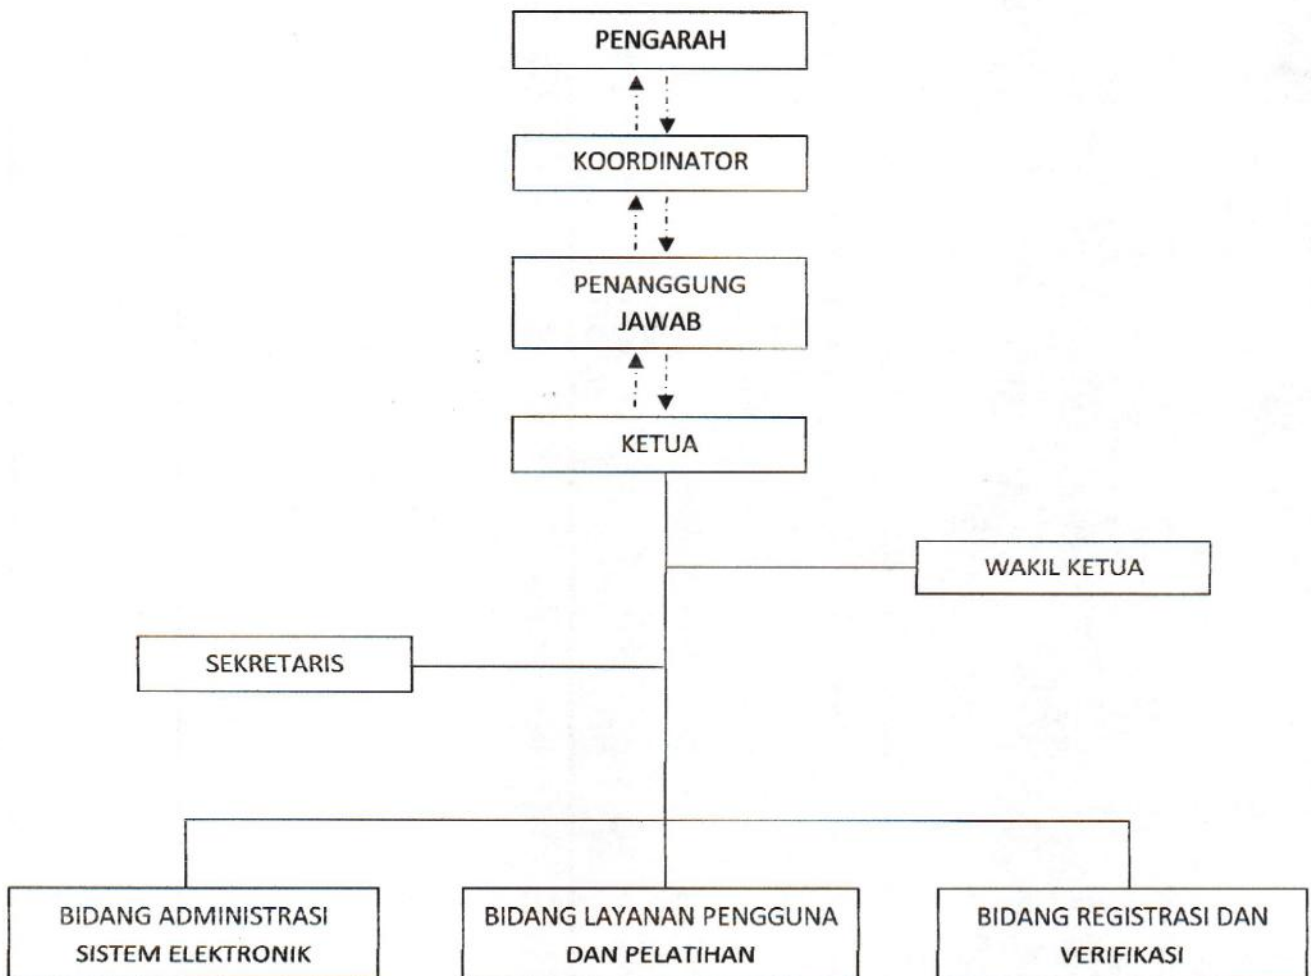 PENGARAH
KOORDINATOR
PENANGGUNG
JAWAB
KETUA
WAKIL KETUA
SEKRETARIS
BIDANG ADMINISTRASI
SISTEM ELEKTRONIK
BIDANG LAYANAN PENGGUNA
DAN PELATIHAN
BIDANG REGISTRASI DAN
VERIFIKASI